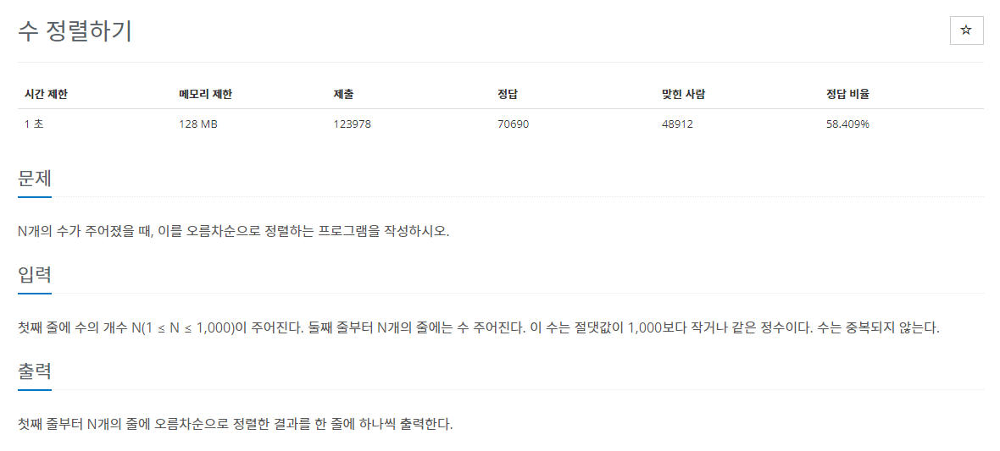 수 정렬하기
☆
시간 제한 메모리 제한 제출 정답 맞힌 사람 정답 비율
1 초 128 MB 123978 70690 48912 58.409%
문제
N개의 수가 주어졌을 때, 이를 오름차순으로 정렬하는 프로그램을 작성하시오.
입력
첫째 줄에 수의 개수 N(1 ≤ N ≤ 1,000)이 주어진다. 둘째 줄부터 N개의 줄에는 수 주어진다. 이 수는 절댓값이 1,000보다 작거나 같은 정수이다. 수는 중복되지 않는다.
출력
첫째 줄부터 N개의 줄에 오름차순으로 정렬한 결과를 한 줄에 하나씩 출력한다.